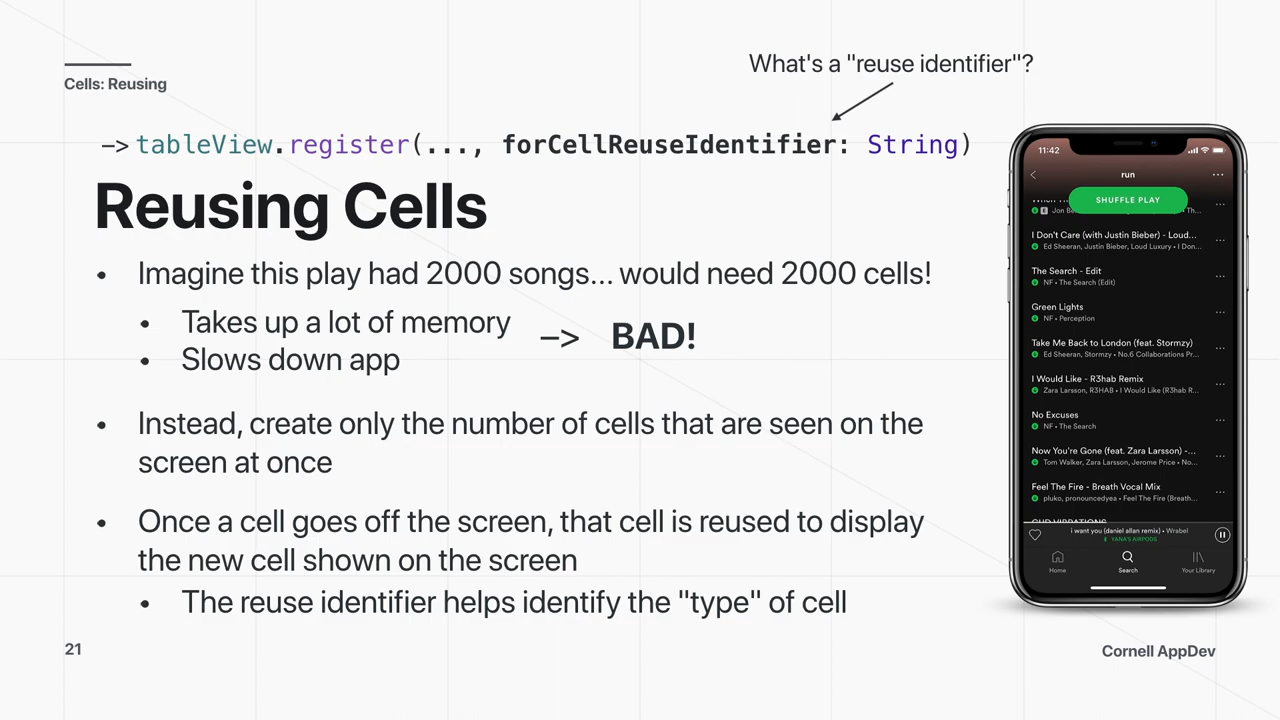 What's a "reuse identifier"?
Cells: Reusing
—> tableView.register(..., forCellReuseIdentifier: String)
Reusing Cells
• Imagine this play had 2000 songs... would need 2000 cells!
• Takes up a lot of memory
—> BAD!
• Slows down app
• Instead, create only the number of cells that are seen on the
screen at once
• Once a cell goes off the screen, that cell is reused to display
the new cell shown on the screen
• The reuse identifier helps identify the "type" of cell
21
Cornell AppDev
11:42
run
SHUFFLE PLAY
I Don't Care (with Justin Bieber) - Loud...
Ed Sheeran, Justin Bieber, Loud Luxury • I Don...
The Search - Edit
NF • The Search (Edit)
Green Lights
NF • Perception
Take Me Back to London (feat. Stormzy)
Ed Sheeran, Stormzy • No.6 Collaborations Pr...
I Would Like - R3hab Remix
Zara Larsson, R3HAB • I Would Like (R3hab R...
No Excuses
NF • The Search
Now You're Gone (feat. Zara Larsson) -...
Tom Walker, Zara Larsson, Jerome Price • No...
Feel The Fire - Breath Vocal Mix
pluko, pronouncedyea • Feel The Fire (Breath...
i want you (daniel allan remix) • Wrabel
YANA'S AIRPODS
Home
Search
Your Library